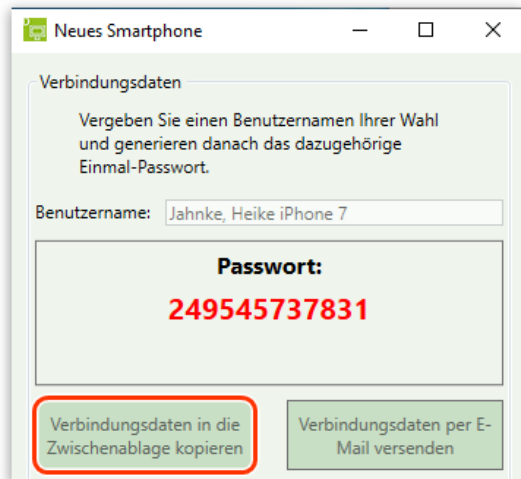 Neues Smartphone
Verbindungsdaten
Vergeben Sie einen Benutzernamen Ihrer Wahl
und generieren danach das dazugehörige
Einmal-Passwort.
Benutzername: Jahnke, Heike iPhone 7
Passwort:
249545737831
Verbindungsdaten in die
Zwischenablage kopieren
Verbindungsdaten per E-
Mail versenden